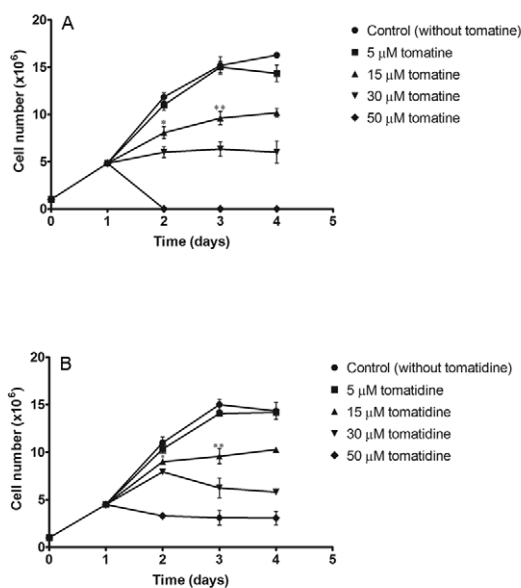 A
Cell number (x10⁶)
20
15
10
5
0
*
**
0 1 2 3 4 5
Time (days)
Control (without tomatine)
5 μM tomatine
15 μM tomatine
30 μM tomatine
50 μM tomatine
B
Cell number (x10⁶)
20
15
10
5
0
**
0 1 2 3 4 5
Time (days)
Control (without tomatidine)
5 μM tomatidine
15 μM tomatidine
30 μM tomatidine
50 μM tomatidine